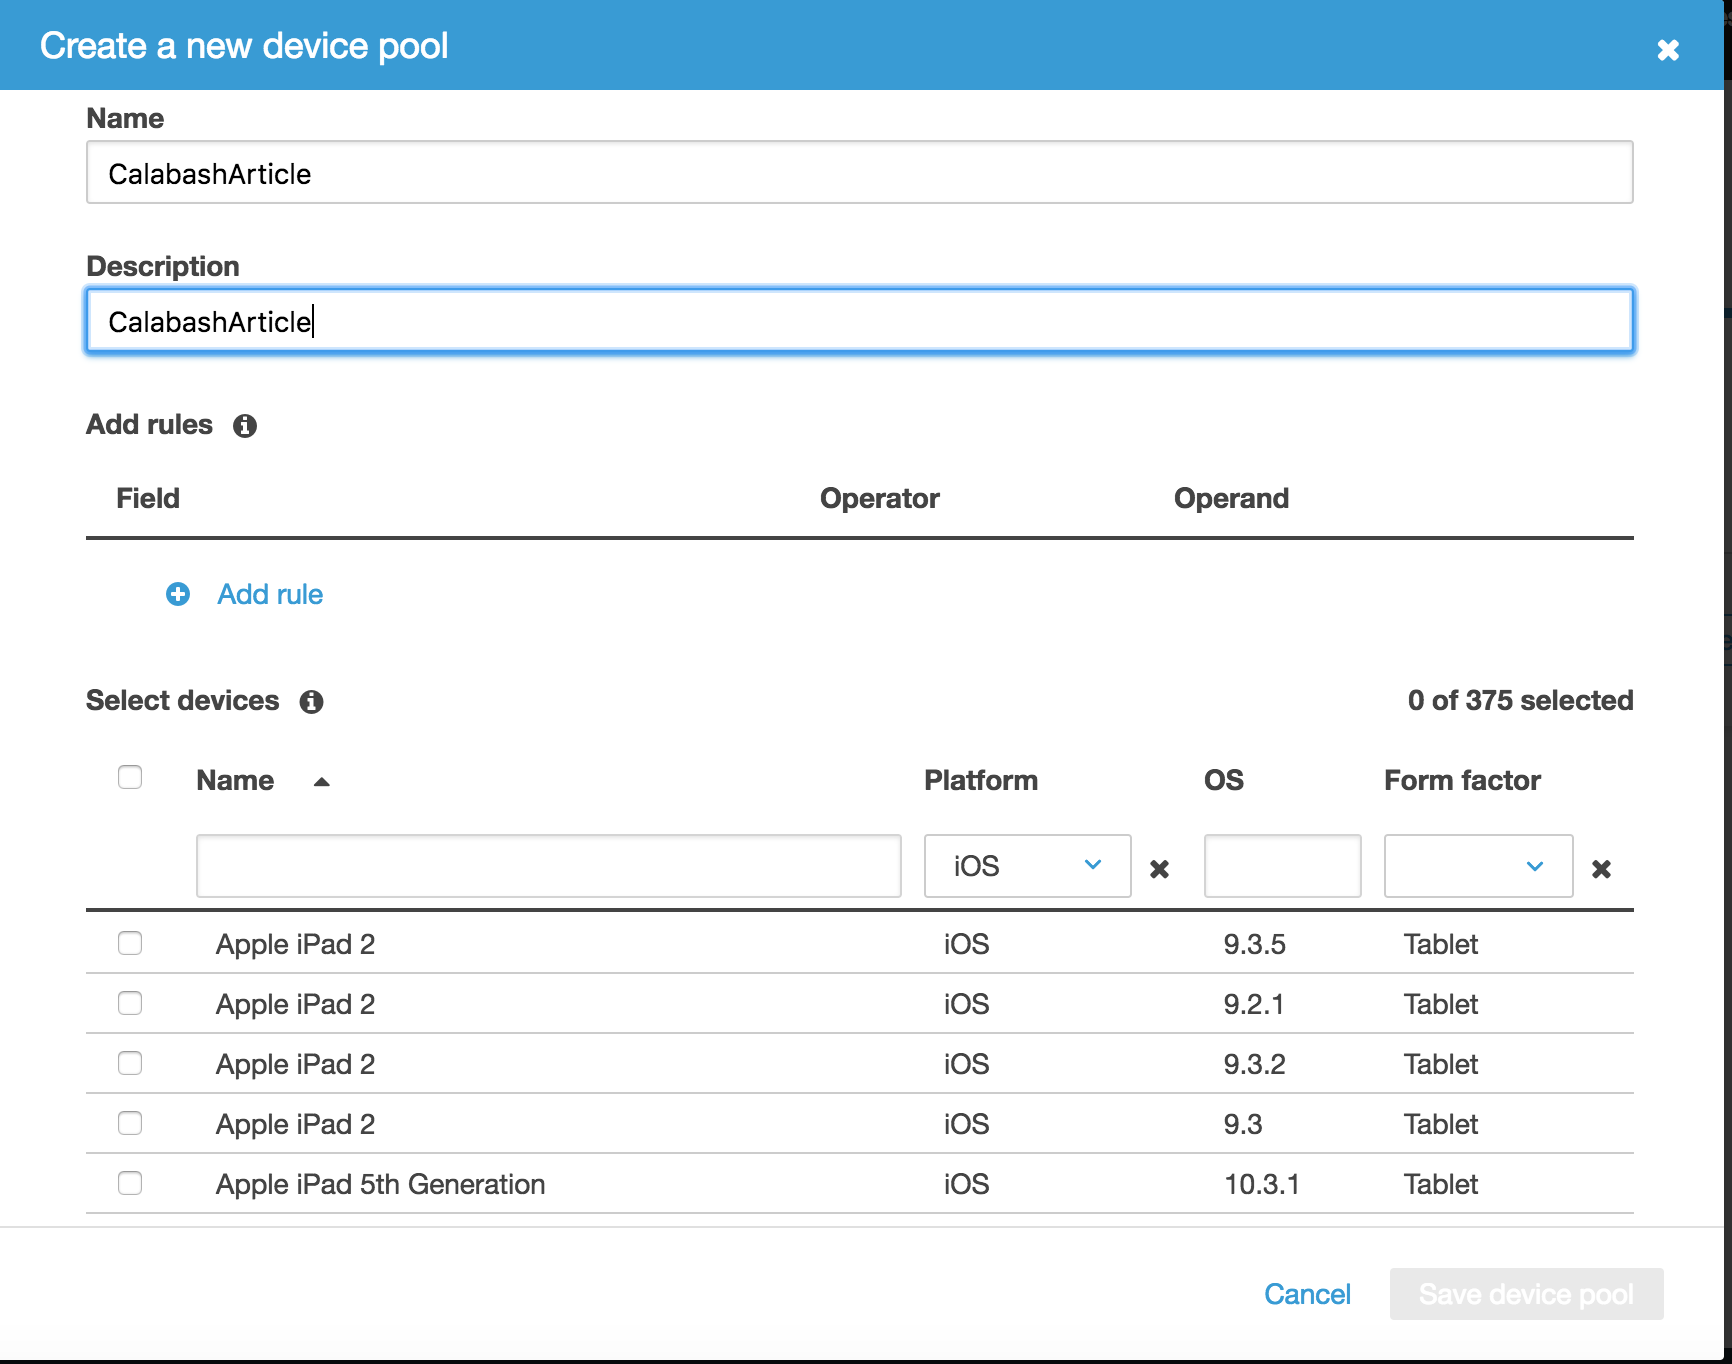 Create a new device pool
Name
CalabashArticle
Description
CalabashArticle
Add rules
Field Operator Operand
Add rule
Select devices 0 of 375 selected
Name Platform OS Form factor
iOS
Apple iPad 2 iOS 9.3.5 Tablet
Apple iPad 2 iOS 9.2.1 Tablet
Apple iPad 2 iOS 9.3.2 Tablet
Apple iPad 2 iOS 9.3 Tablet
Apple iPad 5th Generation iOS 10.3.1 Tablet
Cancel Save device pool